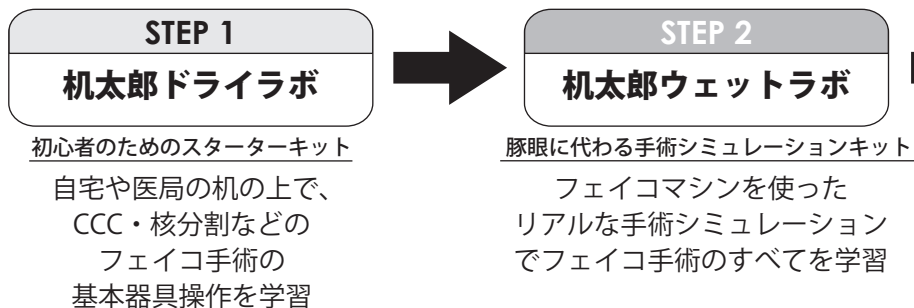 STEP 1
机太郎ドライラボ
初心者のためのスターターキット
自宅や医局の机の上で、
CCC・核分割などの
フェイコ手術の
基本器具操作を学習
STEP 2
机太郎ウェットラボ
豚眼に代わる手術シミュレーションキット
フェイコマシンを使った
リアルな手術シミュレーション
でフェイコ手術のすべてを学習